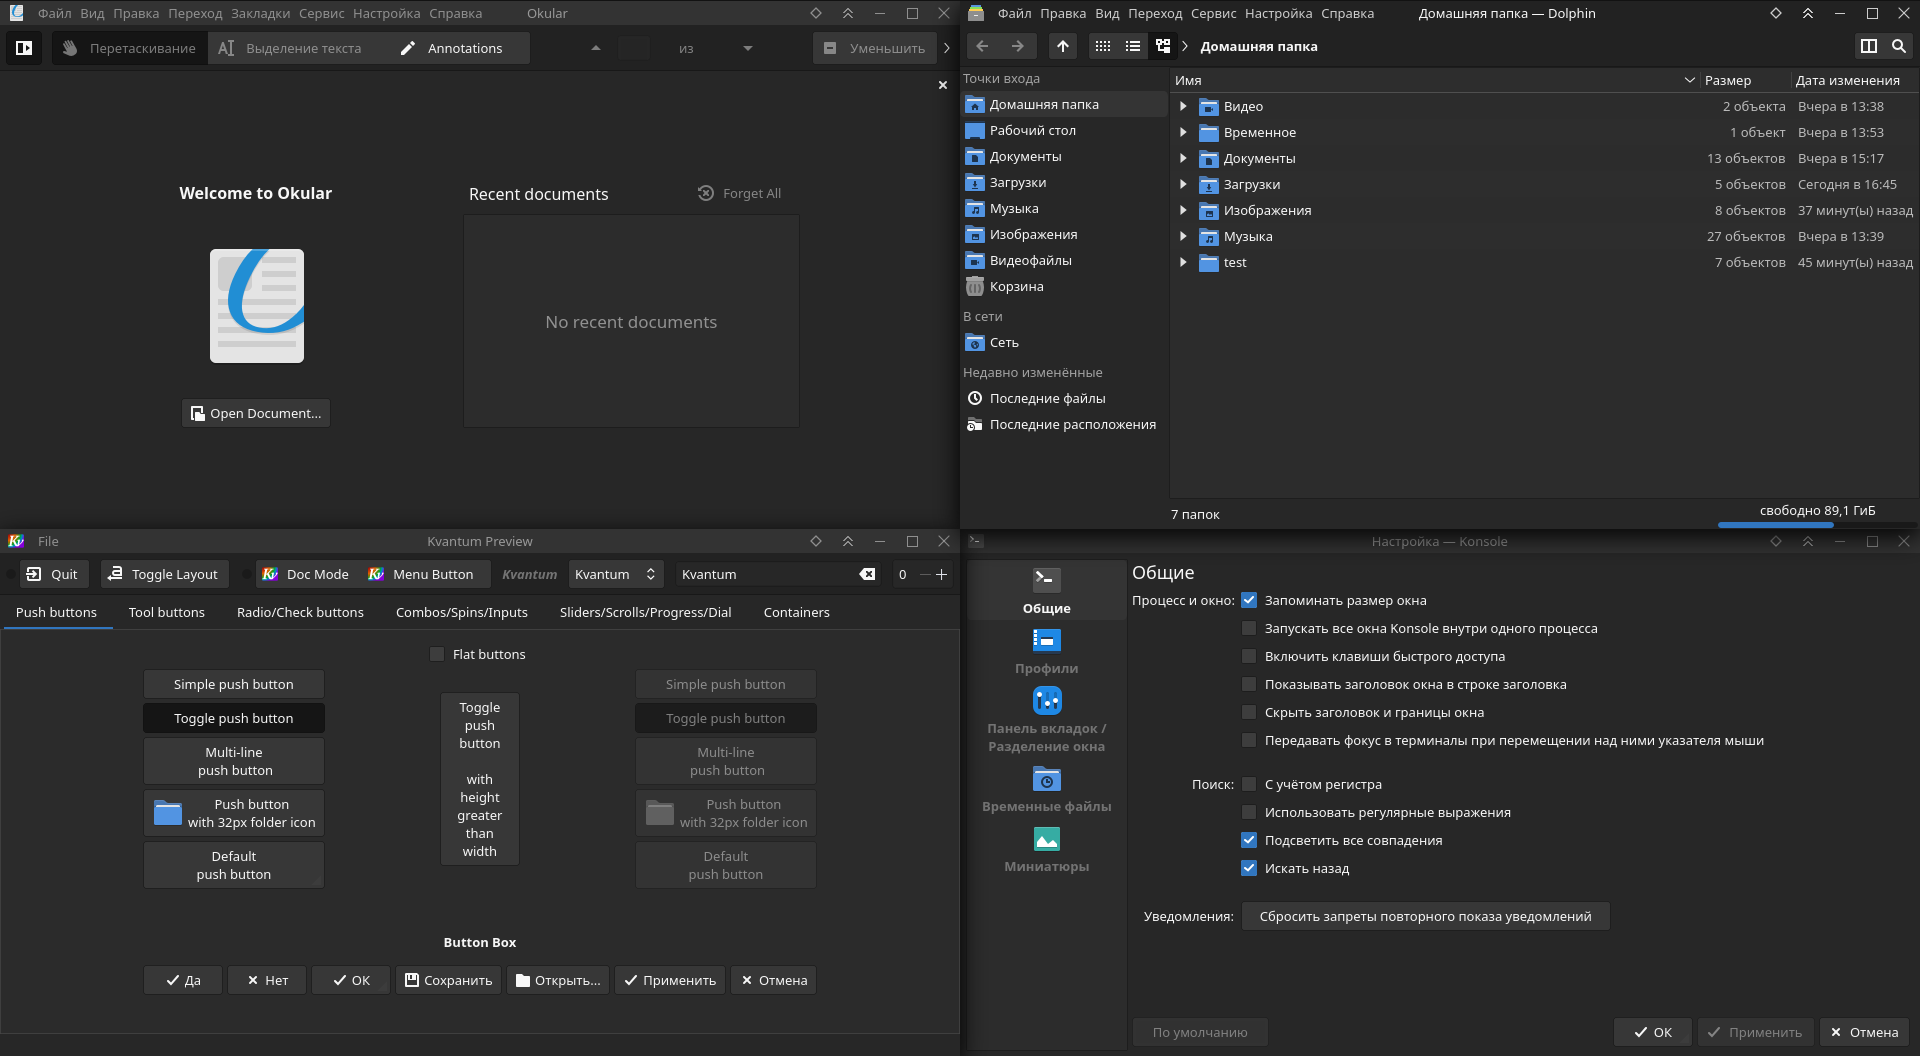 Файл Вид Правка Переход Закладки Сервис Настройка Справка Okular
Перетаскивание Выделение текста Annotations из Уменьшить
Welcome to Okular
Recent documents
Forget All
No recent documents
Open Document...
Файл Правка Вид Переход Сервис Настройка Справка Домашняя папка — Dolphin
Домашняя папка
Точки входа
Домашняя папка
Рабочий стол
Документы
Загрузки
Музыка
Изображения
Видеофайлы
Корзина
В сети
Сеть
Недавно изменённые
Последние файлы
Последние расположения
Имя Размер Дата изменения
Видео 2 объекта Вчера в 13:38
Временное 1 объект Вчера в 13:53
Документы 13 объектов Вчера в 15:17
Загрузки 5 объектов Сегодня в 16:45
Изображения 8 объектов 37 минут(ы) назад
Музыка 27 объектов Вчера в 13:39
test 7 объектов 45 минут(ы) назад
7 папок
свободно 89,1 ГиБ
File Kvantum Preview
Quit Toggle Layout Doc Mode Menu Button Kvantum Kvantum Kvantum 0
Push buttons Tool buttons Radio/Check buttons Combos/Spins/Inputs Sliders/Scrolls/Progress/Dial Containers
Flat buttons
Simple push button
Toggle push button
Multi-line
push button
Push button
with 32px folder icon
Default
push button
Toggle
push
button
with
height
greater
than
width
Simple push button
Toggle push button
Multi-line
push button
Push button
with 32px folder icon
Default
push button
Button Box
Да Нет ОК Сохранить Открыть... Применить Отмена
Настройка — Konsole
Общие
Профили
Панель вкладок /
Разделение окна
Временные файлы
Миниатюры
Общие
Процесс и окно: Запоминать размер окна
Запускать все окна Konsole внутри одного процесса
Включить клавиши быстрого доступа
Показывать заголовок окна в строке заголовка
Скрыть заголовок и границы окна
Передавать фокус в терминалы при перемещении над ними указателя мыши
Поиск: С учётом регистра
Использовать регулярные выражения
Подсветить все совпадения
Искать назад
Уведомления: Сбросить запреты повторного показа уведомлений
По умолчанию ОК Применить Отмена